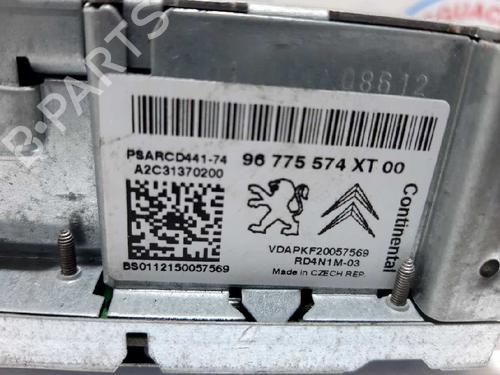 08612
PSARCD441-74
96 775 574 XT 00
A2C31370200
Continental
VDAPKF20057569
RD4N1M-03
BS0112150057569
Made in CZECH REP.
B-PARTS